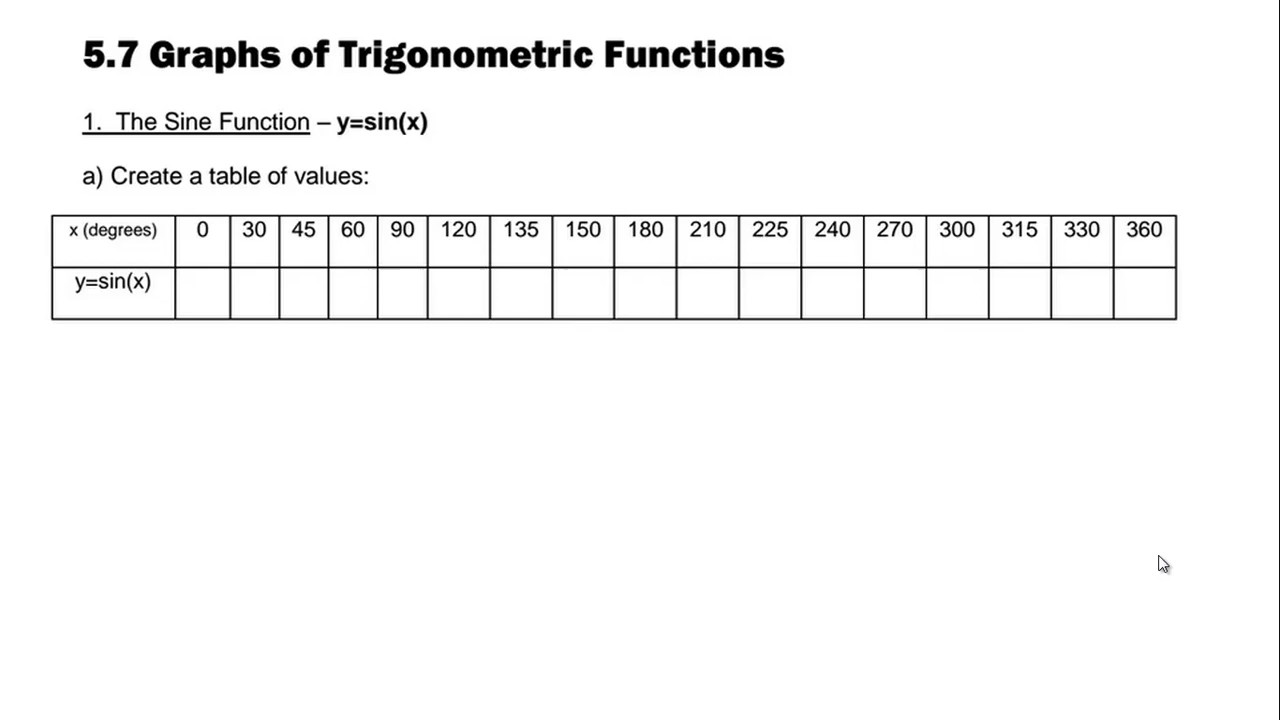 5.7 Graphs of Trigonometric Functions
1. The Sine Function – y=sin(x)
a) Create a table of values:
x (degrees) 0 30 45 60 90 120 135 150 180 210 225 240 270 300 315 330 360
y=sin(x)